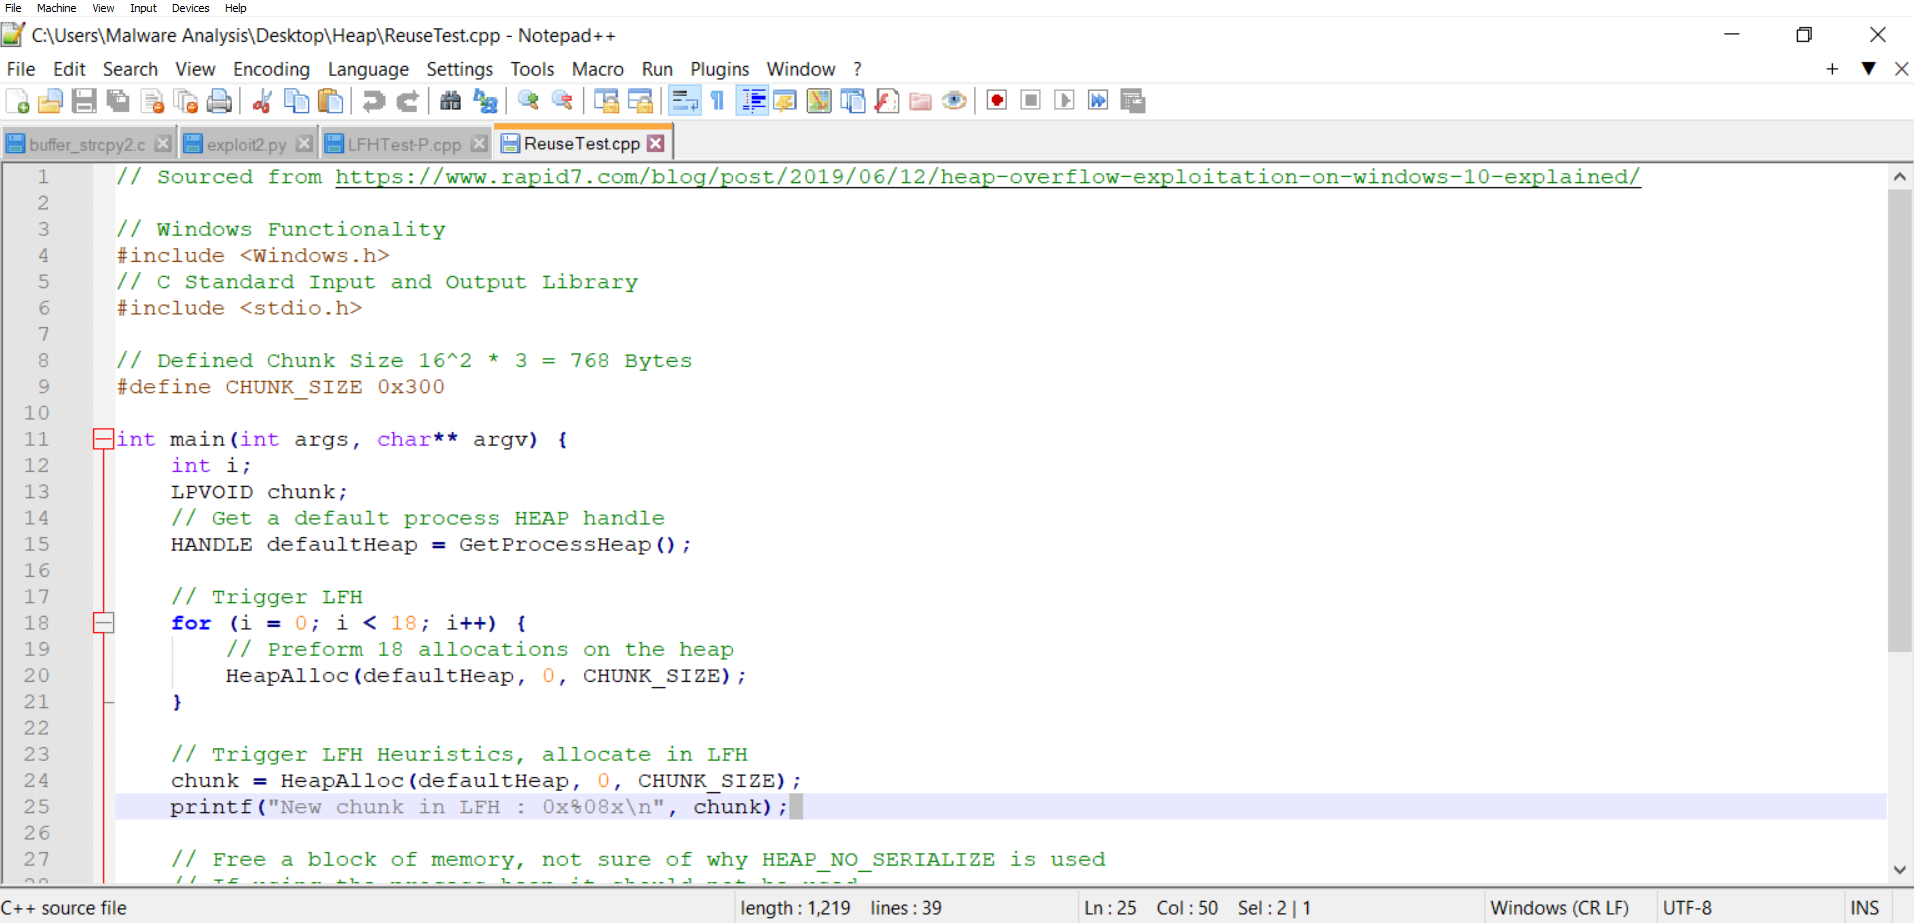 File Machine View Input Devices Help
C:\Users\Malware Analysis\Desktop\Heap\ReuseTest.cpp - Notepad++
File Edit Search View Encoding Language Settings Tools Macro Run Plugins Window ?
buffer_strcpy2.c exploit2.py LFHTest-P.cpp ReuseTest.cpp
1 // Sourced from https://www.rapid7.com/blog/post/2019/06/12/heap-overflow-exploitation-on-windows-10-explained/
2
3 // Windows Functionality
4 #include <Windows.h>
5 // C Standard Input and Output Library
6 #include <stdio.h>
7
8 // Defined Chunk Size 16^2 * 3 = 768 Bytes
9 #define CHUNK_SIZE 0x300
10
11 int main(int args, char** argv) {
12 int i;
13 LPVOID chunk;
14 // Get a default process HEAP handle
15 HANDLE defaultHeap = GetProcessHeap();
16
17 // Trigger LFH
18 for (i = 0; i < 18; i++) {
19 // Preform 18 allocations on the heap
20 HeapAlloc(defaultHeap, 0, CHUNK_SIZE);
21 }
22
23 // Trigger LFH Heuristics, allocate in LFH
24 chunk = HeapAlloc(defaultHeap, 0, CHUNK_SIZE);
25 printf("New chunk in LFH : 0x%08x\n", chunk);
26
27 // Free a block of memory, not sure of why HEAP_NO_SERIALIZE is used
C++ source file length : 1,219 lines : 39 Ln : 25 Col : 50 Sel : 2 | 1 Windows (CR LF) UTF-8 INS